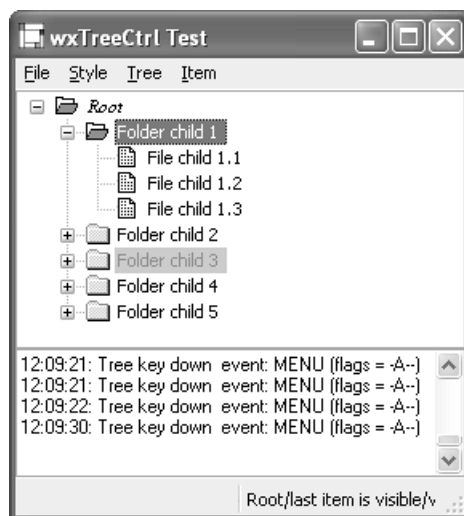 wxTreeCtrl Test
File Style Tree Item
Root
Folder child 1
File child 1.1
File child 1.2
File child 1.3
Folder child 2
Folder child 3
Folder child 4
Folder child 5
12:09:21: Tree key down event: MENU (flags = -A--)
12:09:21: Tree key down event: MENU (flags = -A--)
12:09:22: Tree key down event: MENU (flags = -A--)
12:09:30: Tree key down event: MENU (flags = -A--)
Root/last item is visible/v